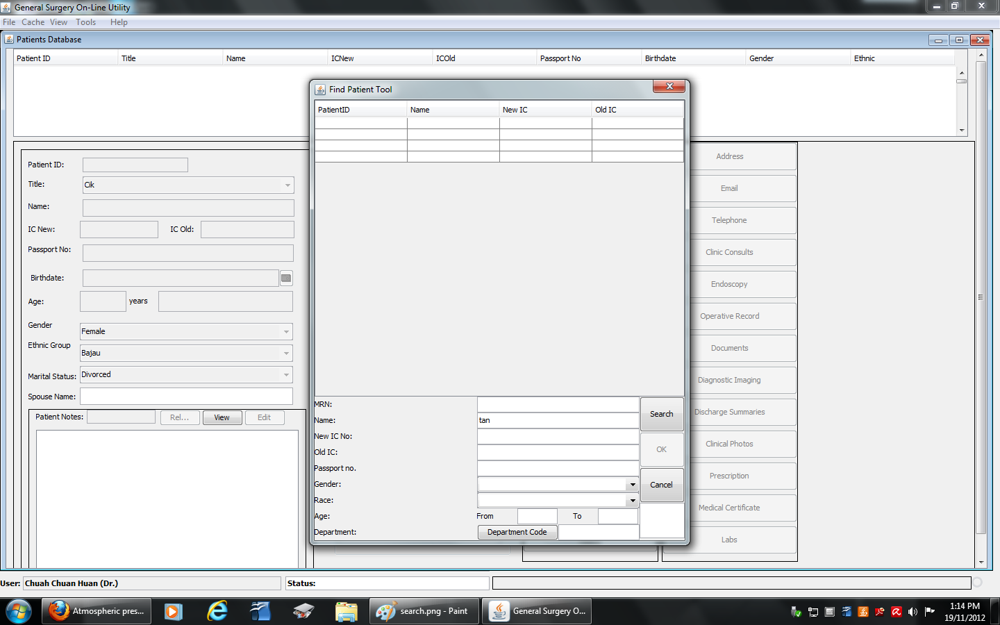 General Surgery On-Line Utility
File Cache View Tools Help
Patients Database
Patient ID Title Name ICNew ICOld Passport No Birthdate Gender Ethnic
Find Patient Tool
PatientID Name New IC Old IC
Patient ID:
Title: Cik
Name:
IC New: IC Old:
Passport No:
Birthdate:
Age: years
Gender Female
Ethnic Group Bajau
Marital Status: Divorced
Spouse Name:
Patient Notes: Rel... View Edit
MRN:
Name: tan
New IC No:
Old IC:
Passport no.
Gender:
Race:
Age: From To
Department: Department Code
Search
OK
Cancel
Address
Email
Telephone
Clinic Consults
Endoscopy
Operative Record
Documents
Diagnostic Imaging
Discharge Summaries
Clinical Photos
Prescription
Medical Certificate
Labs
User: Chuah Chuan Huan (Dr.) Status:
Atmospheric pres... search.png - Paint General Surgery O...
1:14 PM
19/11/2012